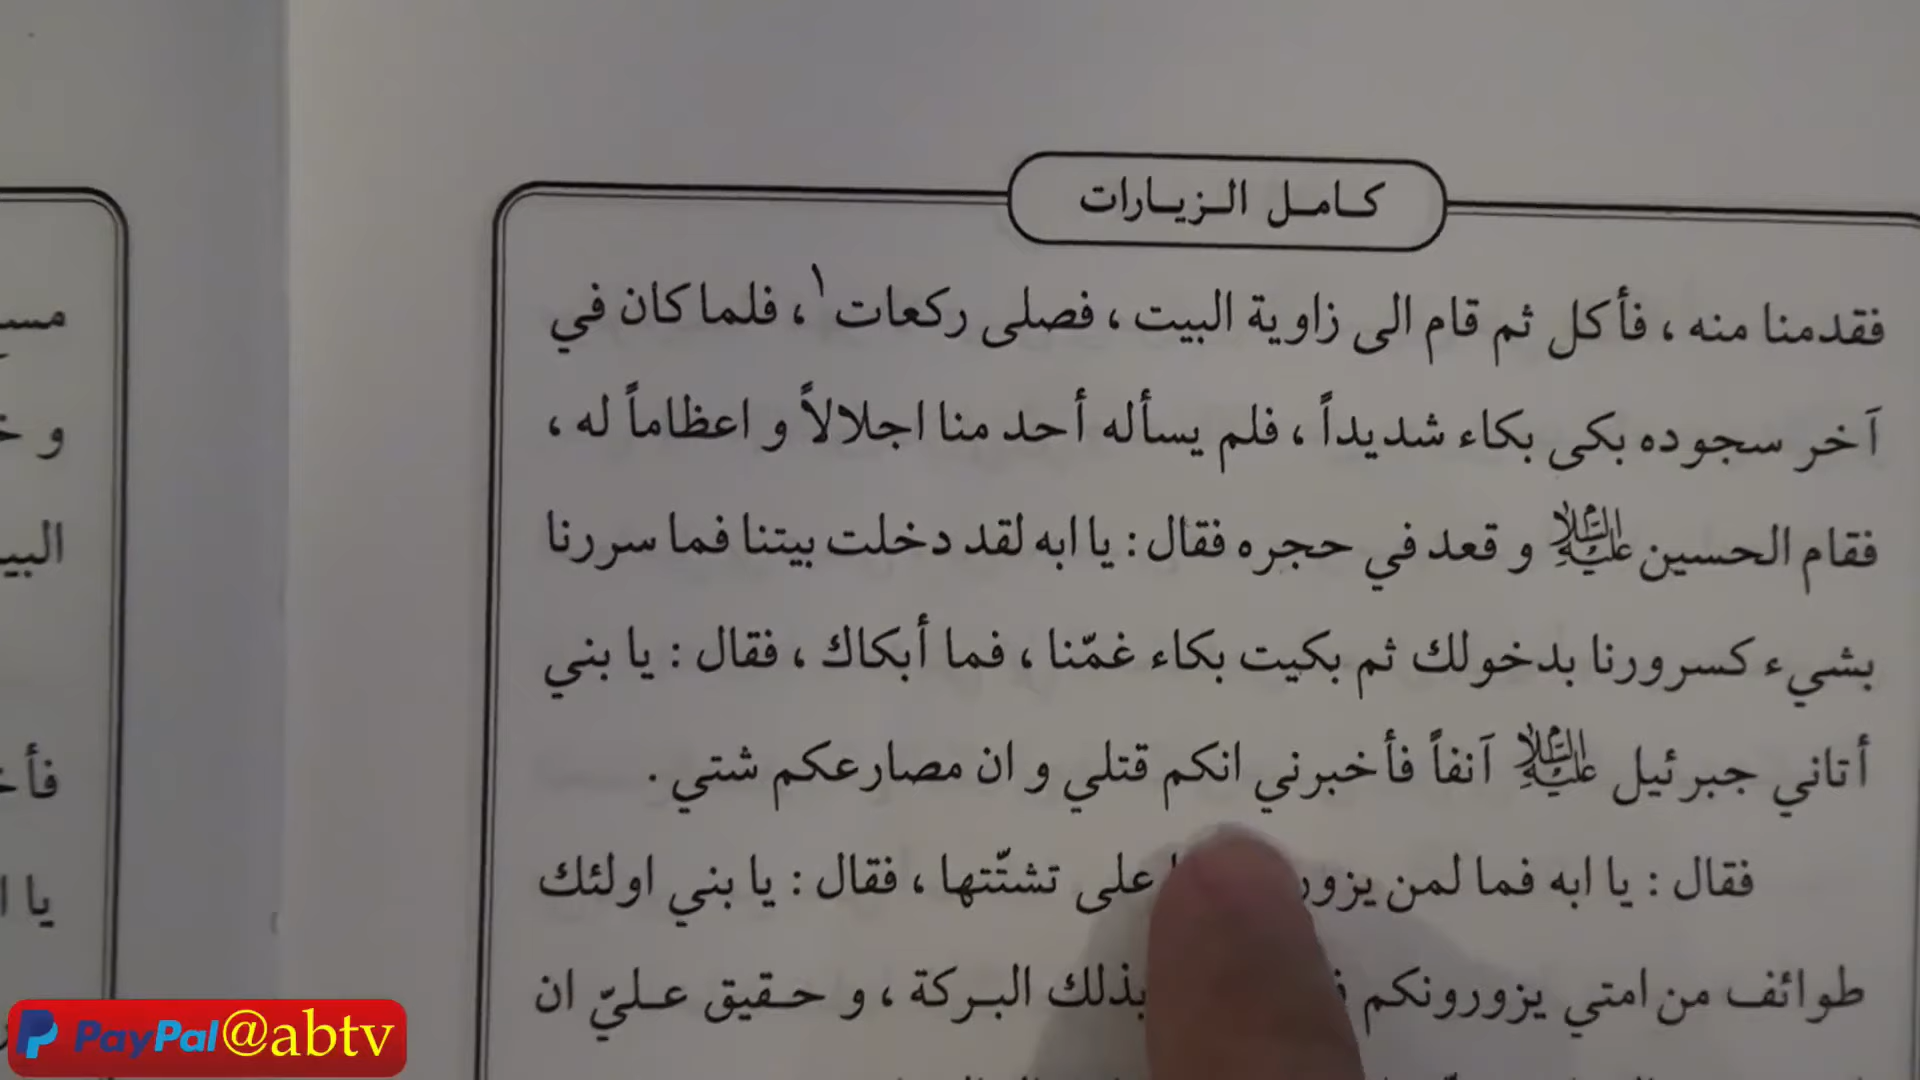 كامل الزيارات
فقدمنا منه ، فأكل ثم قام الى زاوية البيت ، فصلى ركعات ١ ، فلما كان في
آخر سجوده بكى بكاء شديداً ، فلم يسأله أحد منا اجلالاً و اعظاماً له ،
فقام الحسين عليه السلام و قعد في حجره فقال : يا ابه لقد دخلت بيتنا فما سررنا
بشيء كسرورنا بدخولك ثم بكيت بكاء غمّنا ، فما أبكاك ، فقال : يا بني
أتاني جبرئيل عليه السلام آنفاً فأخبرني انكم قتلي و ان مصارعكم شتي .
فقال : يا ابه فما لمن يزور على تشتّتها ، فقال : يا بني اولئك
طوائف من امتي يزورونكم بذلك البركة ، و حقيق عليّ ان
و
البي
يا
PayPal@abtv